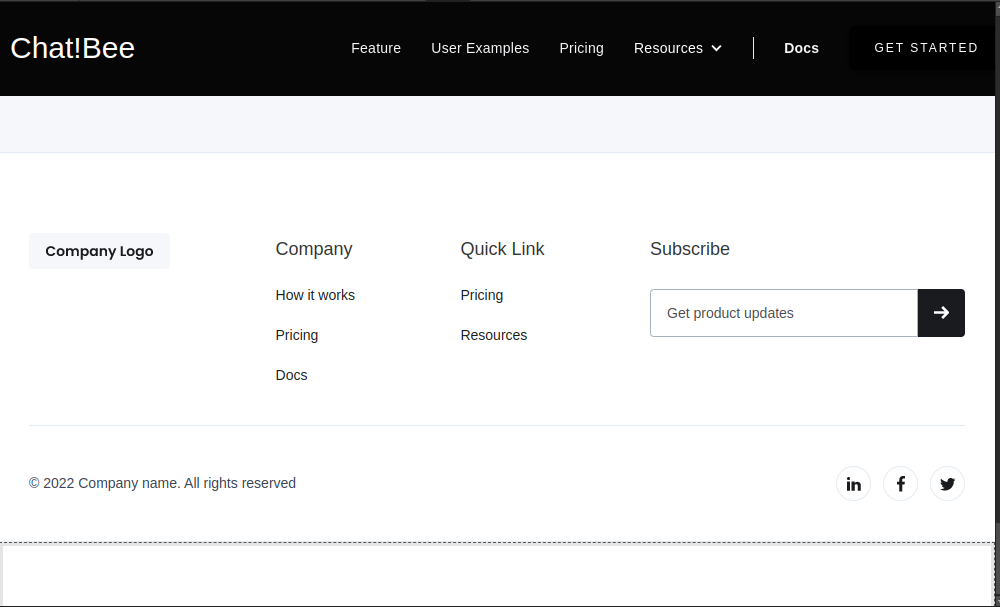 Chat!Bee
Feature
User Examples
Pricing
Resources
Docs
GET STARTED
Company Logo
Company
How it works
Pricing
Docs
Quick Link
Pricing
Resources
Subscribe
Get product updates
© 2022 Company name. All rights reserved